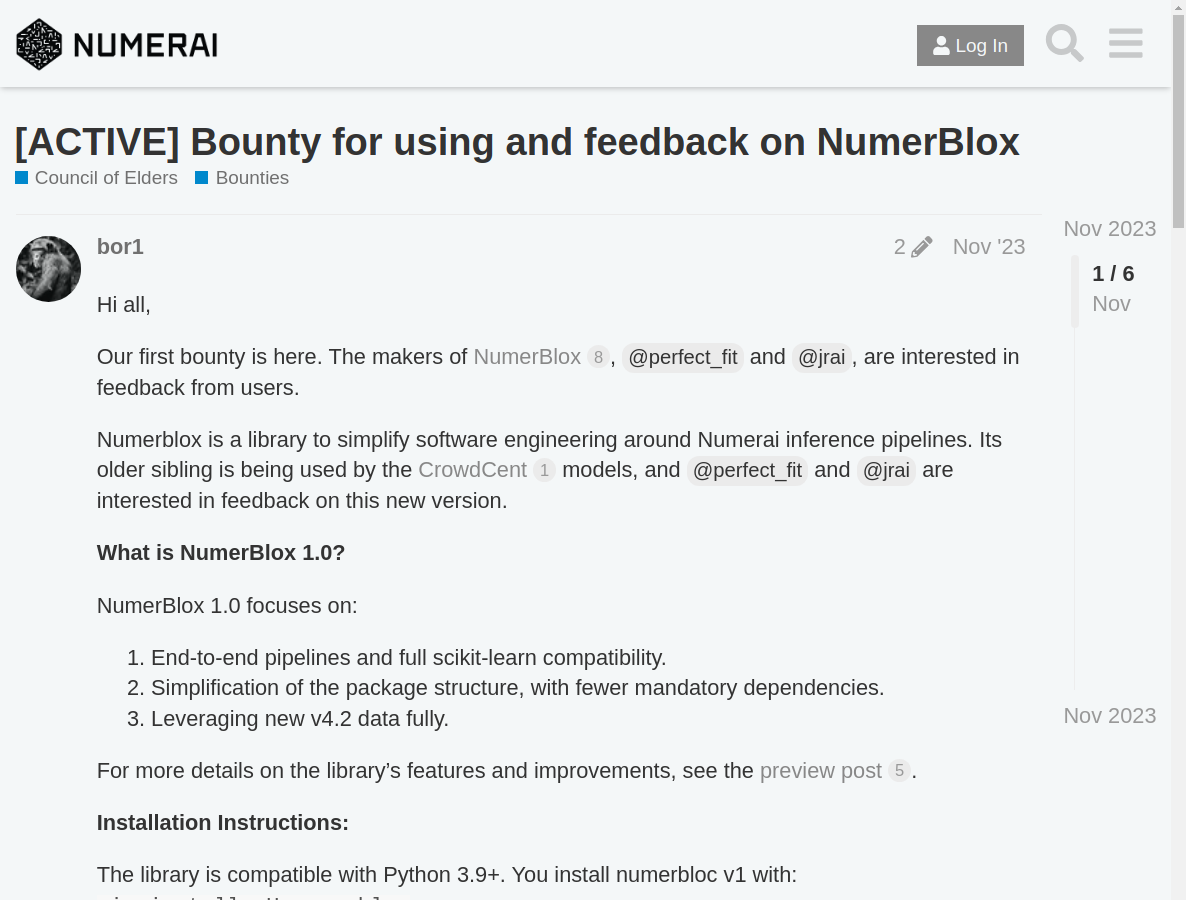 NUMERAI
Log In
[ACTIVE] Bounty for using and feedback on NumerBlox
Council of Elders Bounties
Nov 2023
bor1 2 Nov '23
1 / 6
Nov
Hi all,
Our first bounty is here. The makers of NumerBlox 8, @perfect_fit and @jrai, are interested in
feedback from users.
Numerblox is a library to simplify software engineering around Numerai inference pipelines. Its
older sibling is being used by the CrowdCent 1 models, and @perfect_fit and @jrai are
interested in feedback on this new version.
What is NumerBlox 1.0?
NumerBlox 1.0 focuses on:
1. End-to-end pipelines and full scikit-learn compatibility.
2. Simplification of the package structure, with fewer mandatory dependencies.
3. Leveraging new v4.2 data fully.
Nov 2023
For more details on the library’s features and improvements, see the preview post 5.
Installation Instructions:
The library is compatible with Python 3.9+. You install numerbloc v1 with: